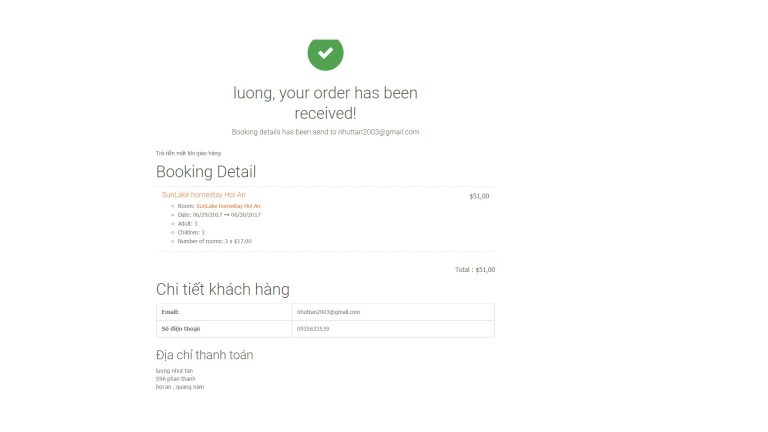 luong, your order has been
received!
Booking details has been send to nhuttan2003@gmail.com
Trả tiền mặt khi giao hàng
Booking Detail
SunLake homestay Hoi An
$51,00
Room: SunLake homestay Hoi An
Date: 06/29/2017 → 06/30/2017
Adult: 3
Children: 3
Number of rooms: 3 x $17,00
Total : $51,00
Chi tiết khách hàng
Email: nhuttan2003@gmail.com
Số điện thoại: 0935633539
Địa chỉ thanh toán
luong nhut tan
59A phan thanh
hoi an , quang nam